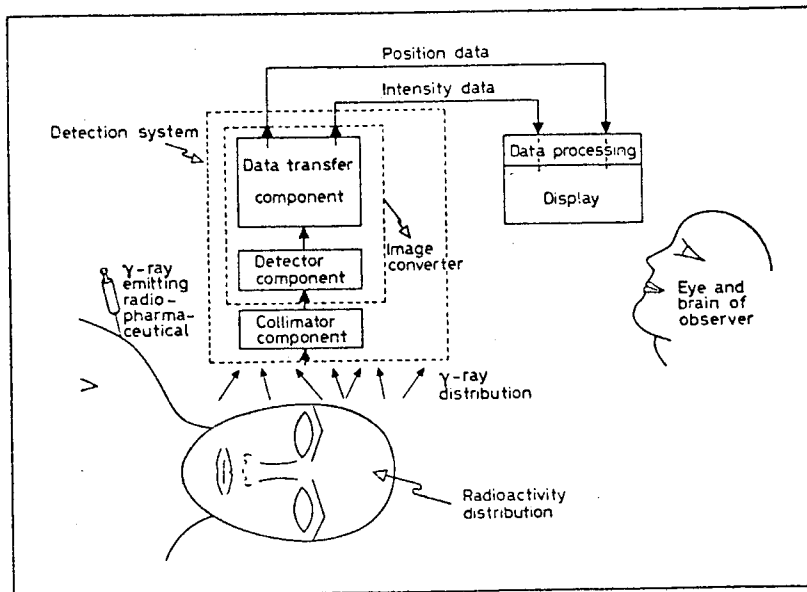 Position data
Intensity data
Detection system
Data transfer
component
Data processing
Display
Image
converter
Detector
component
γ-ray
emitting
radio-
pharma-
ceutical
Collimator
component
Eye and
brain of
observer
γ-ray
distribution
Radioactivity
distribution